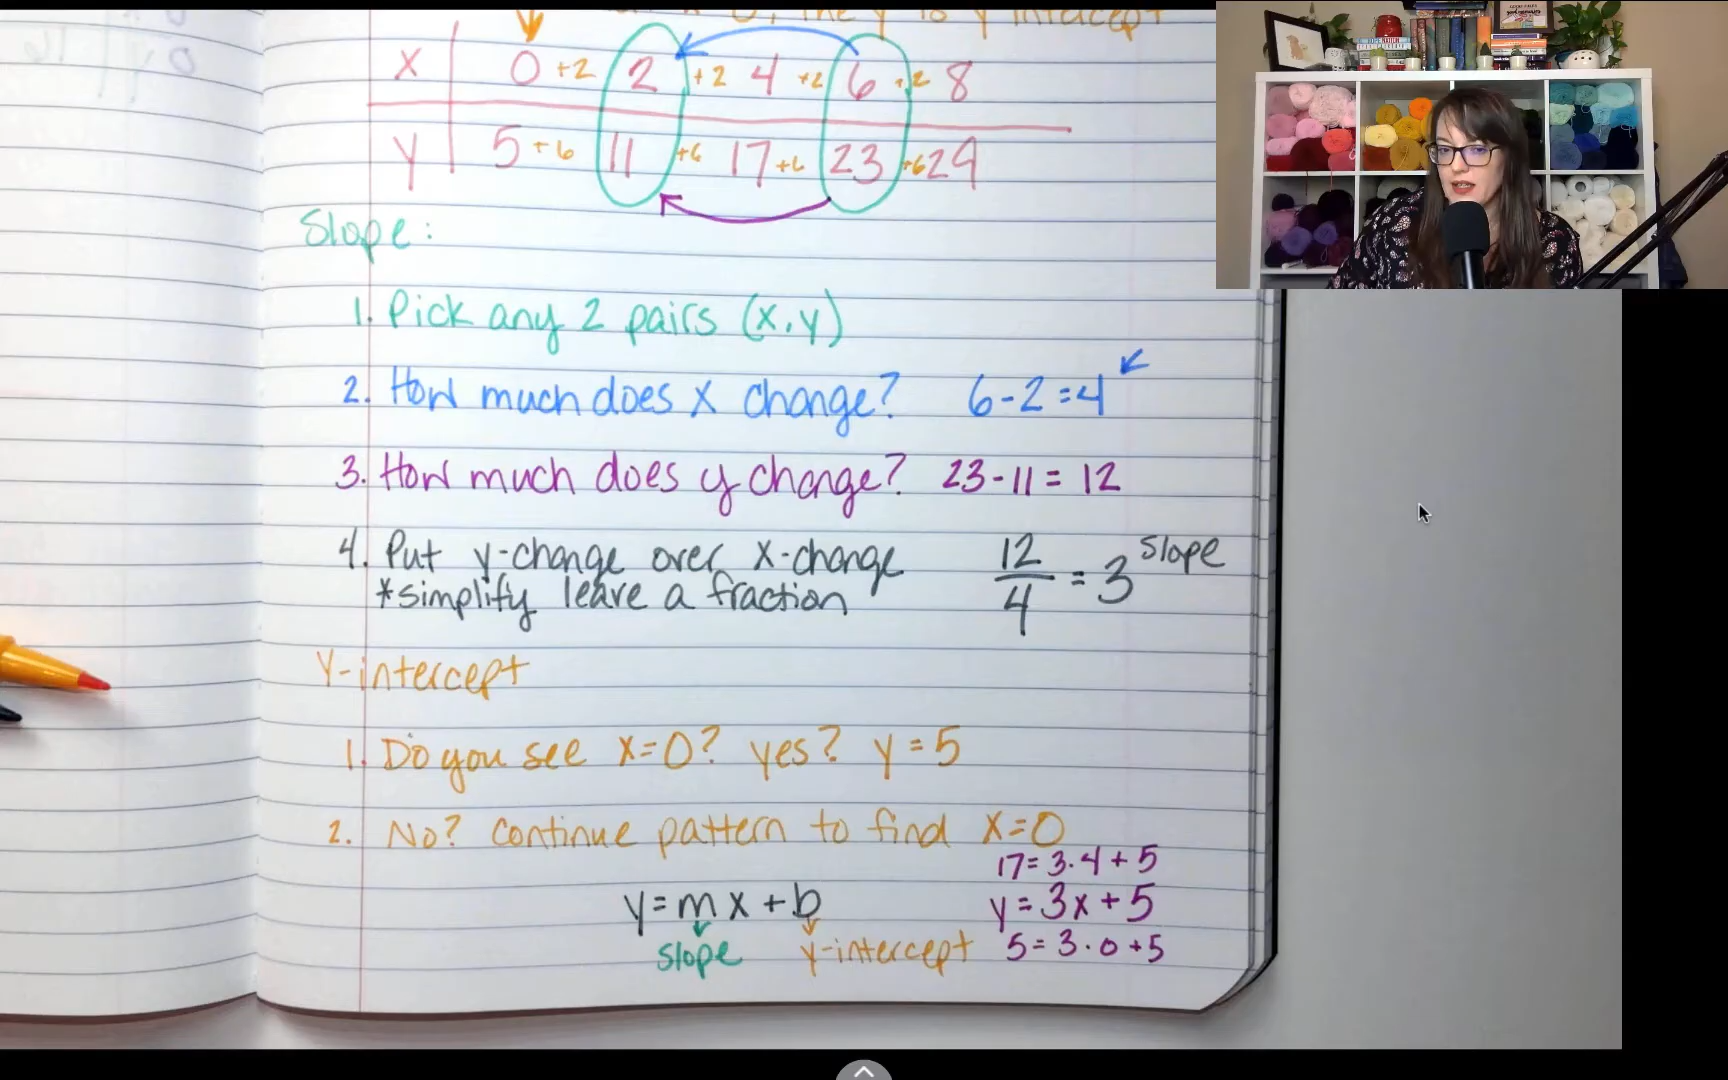 x=0, the y is y intercept
x 0 +2 2 +2 4 +2 6 +2 8
y 5 +6 11 +6 17 +6 23 +6 29
Slope:
1. Pick any 2 pairs (x,y)
2. How much does x change? 6-2=4
3. How much does y change? 23-11=12
4. Put y-change over x-change 12/4 = 3 slope
*simplify leave a fraction
Y-intercept
1. Do you see x=0? yes? y=5
2. No? continue pattern to find x=0
17=3·4+5
y=mx+b y=3x+5
slope y-intercept 5=3·0+5